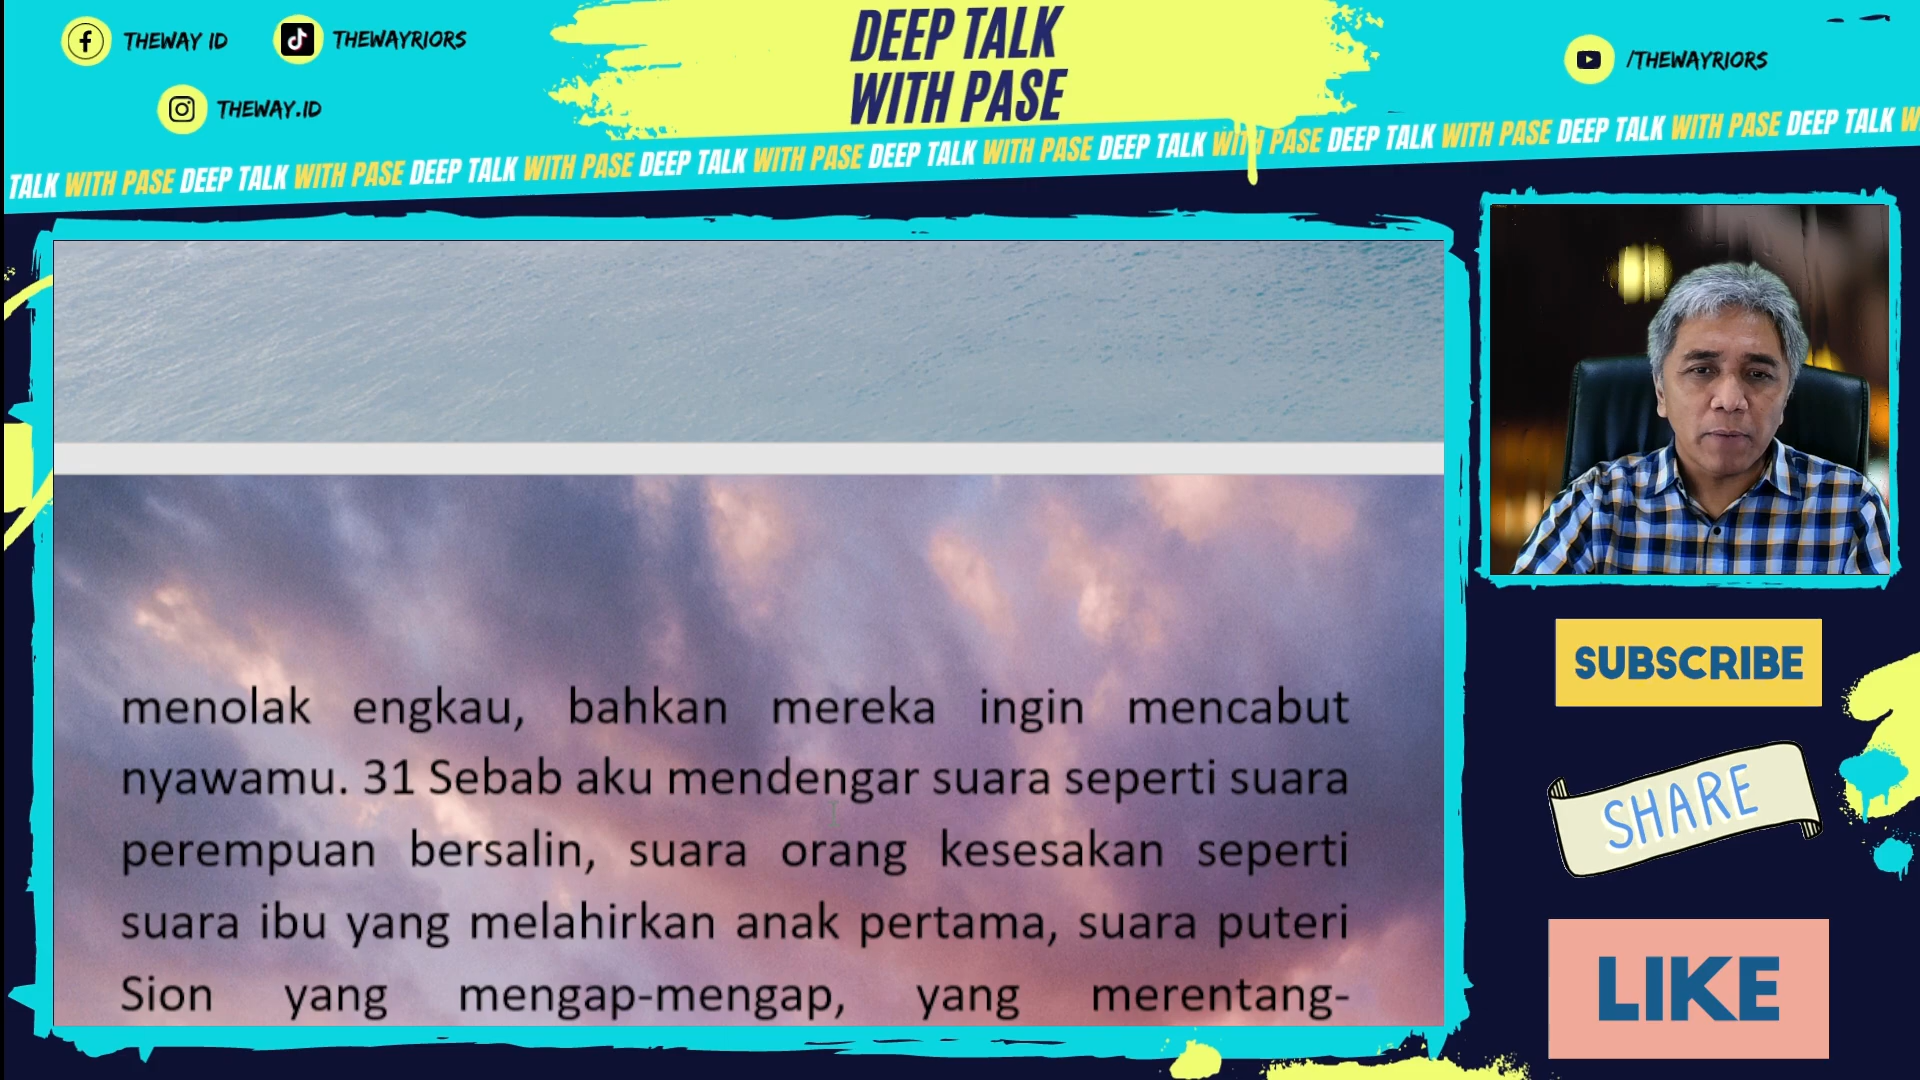 THEWAY ID
THEWAYRIORS
THEWAY.ID
DEEP TALK
WITH PASE
/THEWAYRIORS
TALK WITH PASE DEEP TALK WITH PASE DEEP TALK WITH PASE DEEP TALK WITH PASE DEEP TALK WITH PASE DEEP TALK WITH PASE DEEP TALK WITH PASE DEEP TALK WITH PASE DEEP TALK W
menolak engkau, bahkan mereka ingin mencabut
nyawamu. 31 Sebab aku mendengar suara seperti suara
perempuan bersalin, suara orang kesesakan seperti
suara ibu yang melahirkan anak pertama, suara puteri
Sion yang mengap-mengap, yang merentang-
SUBSCRIBE
SHARE
LIKE